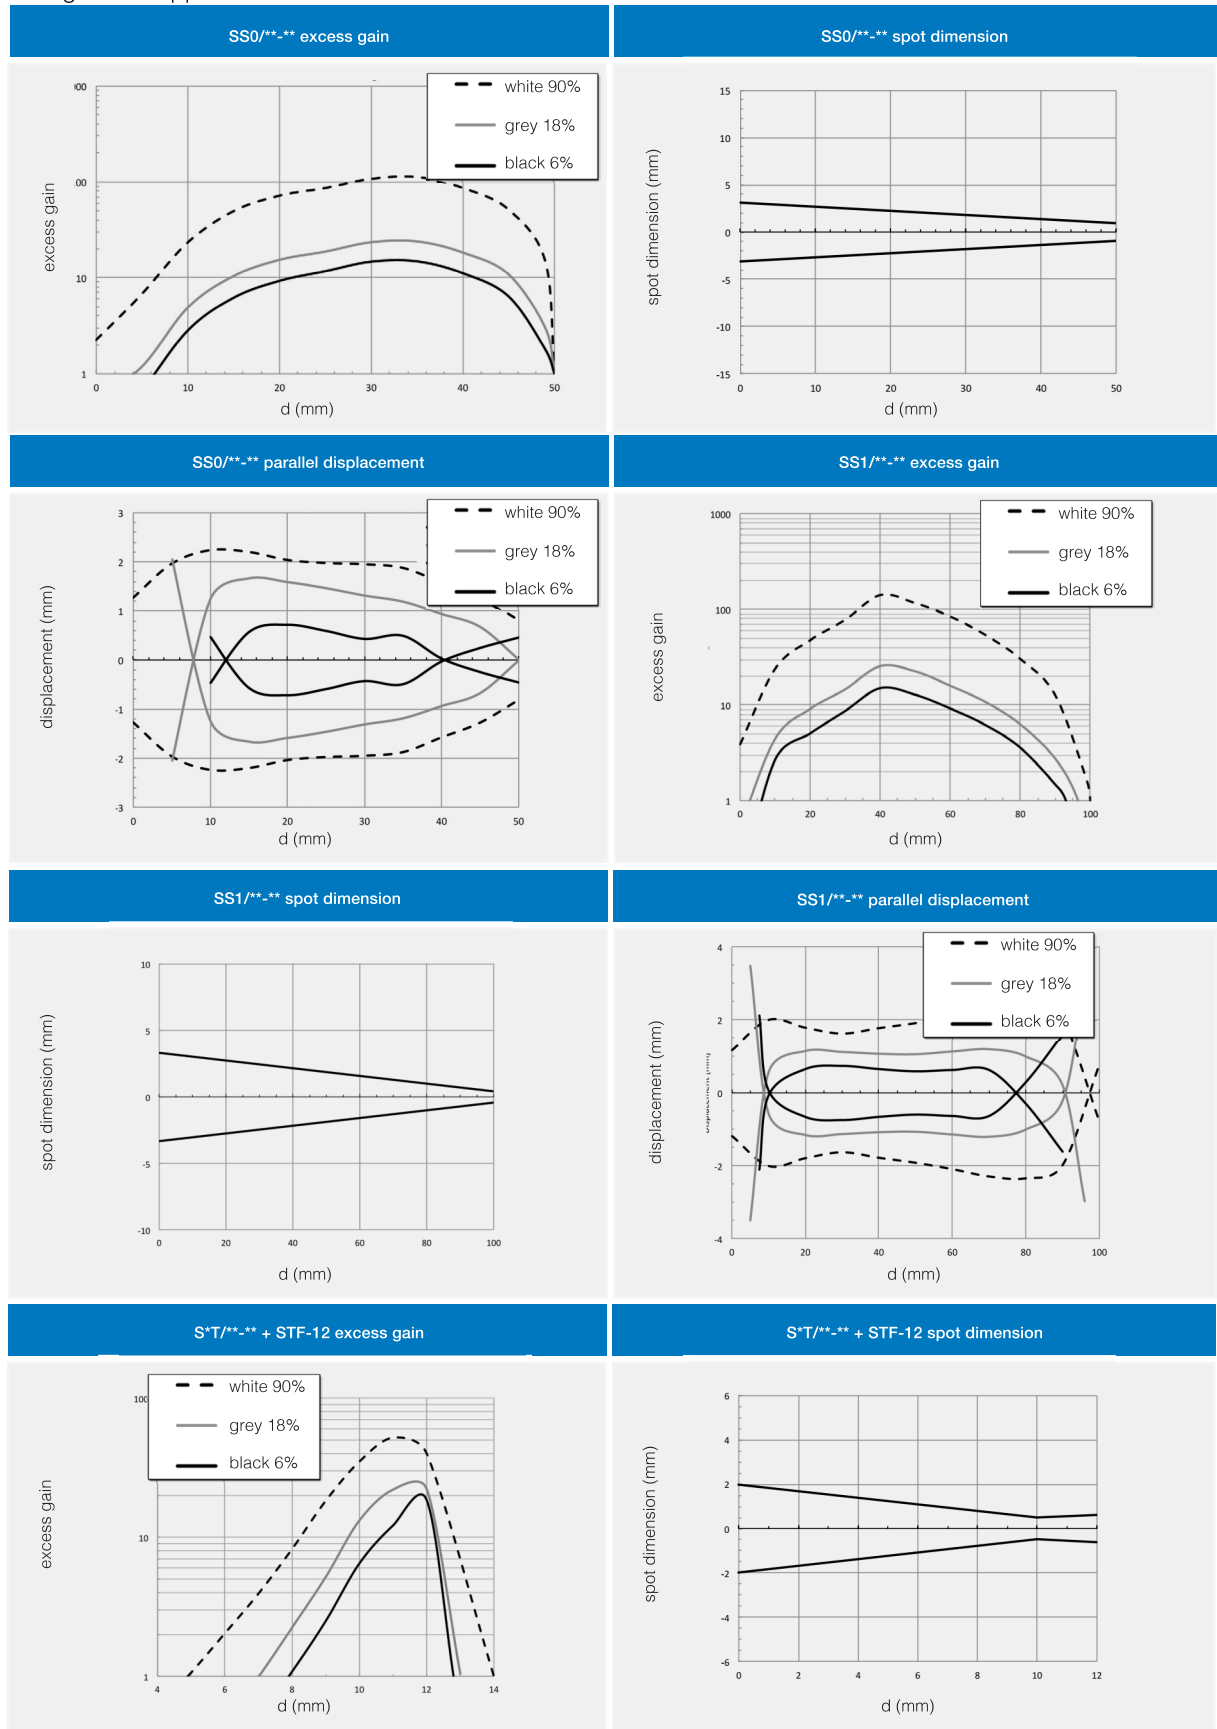 SS0/**-** excess gain
white 90%
grey 18%
black 6%
00
00
10
1
excess gain
0 10 20 30 40 50
d (mm)
SS0/**-** spot dimension
15
10
5
0
-5
-10
-15
spot dimension (mm)
0 10 20 30 40 50
d (mm)
SS0/**-** parallel displacement
white 90%
grey 18%
black 6%
3
2
1
0
-1
-2
-3
displacement (mm)
0 10 20 30 40 50
d (mm)
SS1/**-** excess gain
white 90%
grey 18%
black 6%
1000
100
10
1
excess gain
0 20 40 60 80 100
d (mm)
SS1/**-** spot dimension
10
5
0
-5
-10
spot dimension (mm)
0 20 40 60 80 100
d (mm)
SS1/**-** parallel displacement
white 90%
grey 18%
black 6%
4
2
0
-2
-4
displacement (mm)
0 20 40 60 80 100
d (mm)
S*T/**-** + STF-12 excess gain
white 90%
grey 18%
black 6%
100
10
1
excess gain
4 6 8 10 12 14
d (mm)
S*T/**-** + STF-12 spot dimension
6
4
2
0
-2
-4
-6
spot dimension (mm)
0 2 4 6 8 10 12
d (mm)